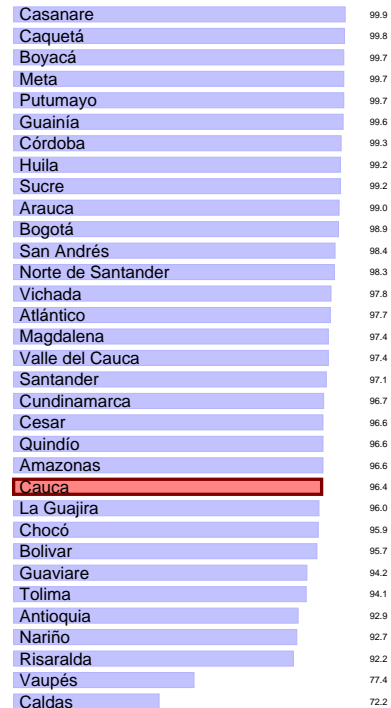 Casanare 99.9
Caquetá 99.8
Boyacá 99.7
Meta 99.7
Putumayo 99.7
Guainía 99.6
Córdoba 99.3
Huila 99.2
Sucre 99.2
Arauca 99.0
Bogotá 98.9
San Andrés 98.4
Norte de Santander 98.3
Vichada 97.8
Atlántico 97.7
Magdalena 97.4
Valle del Cauca 97.4
Santander 97.1
Cundinamarca 96.7
Cesar 96.6
Quindío 96.6
Amazonas 96.6
Cauca 96.4
La Guajira 96.0
Chocó 95.9
Bolivar 95.7
Guaviare 94.2
Tolima 94.1
Antioquia 92.9
Nariño 92.7
Risaralda 92.2
Vaupés 77.4
Caldas 72.2